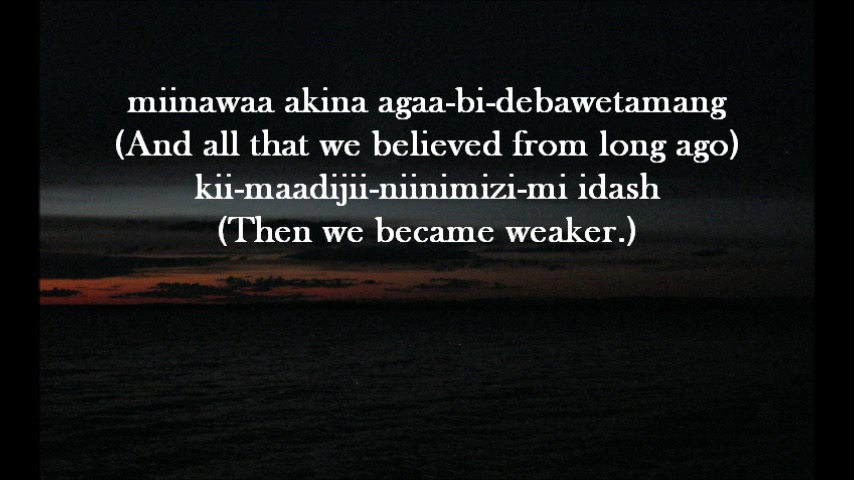 miinawaa akina agaa-bi-debawetamang
(And all that we believed from long ago)
kii-maadijii-niinimizi-mi idash
(Then we became weaker.)